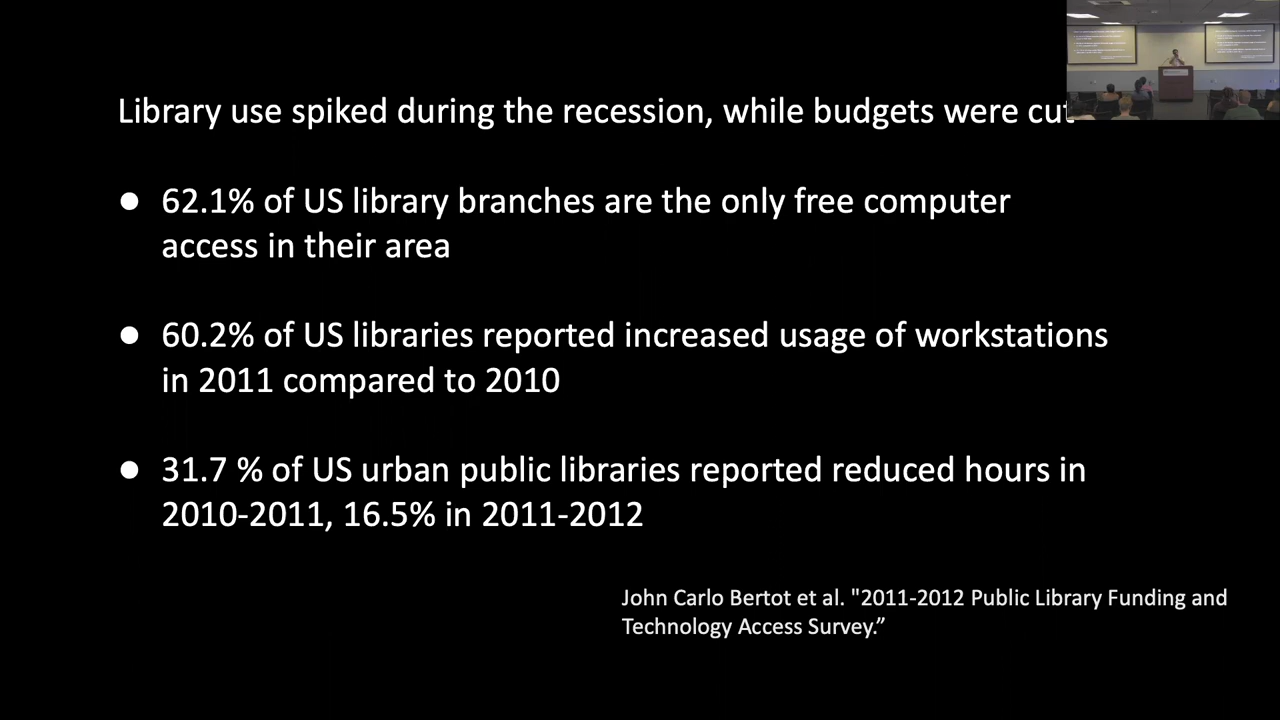 Library use spiked during the recession, while budgets were cut
● 62.1% of US library branches are the only free computer
access in their area
● 60.2% of US libraries reported increased usage of workstations
in 2011 compared to 2010
● 31.7 % of US urban public libraries reported reduced hours in
2010-2011, 16.5% in 2011-2012
John Carlo Bertot et al. "2011-2012 Public Library Funding and
Technology Access Survey.”